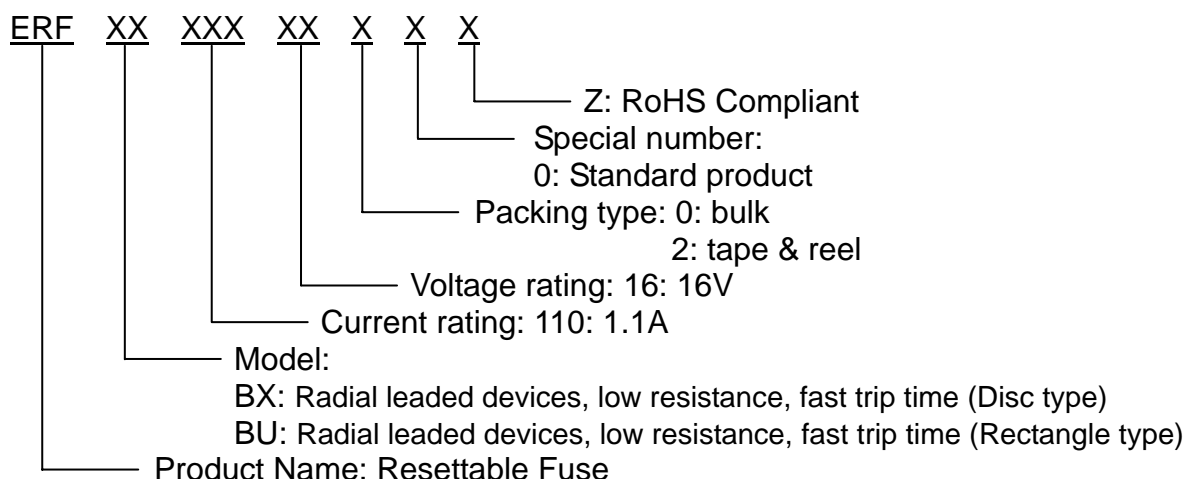 ERF XX XXX XX X X X
Z: RoHS Compliant
Special number:
0: Standard product
Packing type: 0: bulk
2: tape & reel
Voltage rating: 16: 16V
Current rating: 110: 1.1A
Model:
BX: Radial leaded devices, low resistance, fast trip time (Disc type)
BU: Radial leaded devices, low resistance, fast trip time (Rectangle type)
Product Name: Resettable Fuse